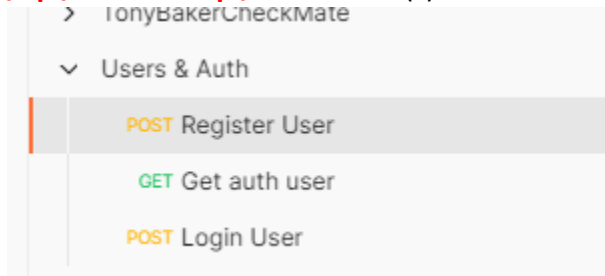 TonyBakerCheckMate
Users & Auth
POST Register User
GET Get auth user
POST Login User